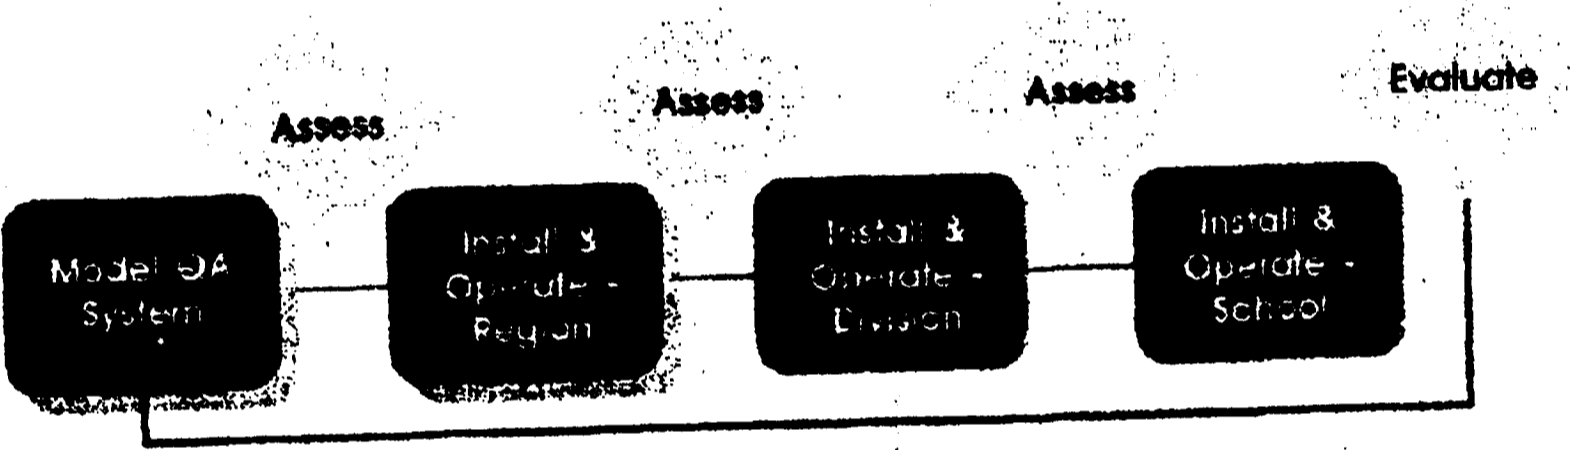 Assess
Assess
Assess
Evaluate
Model QA
System
Install &
Operate -
Region
Install &
Operate -
Division
Install &
Operate -
School